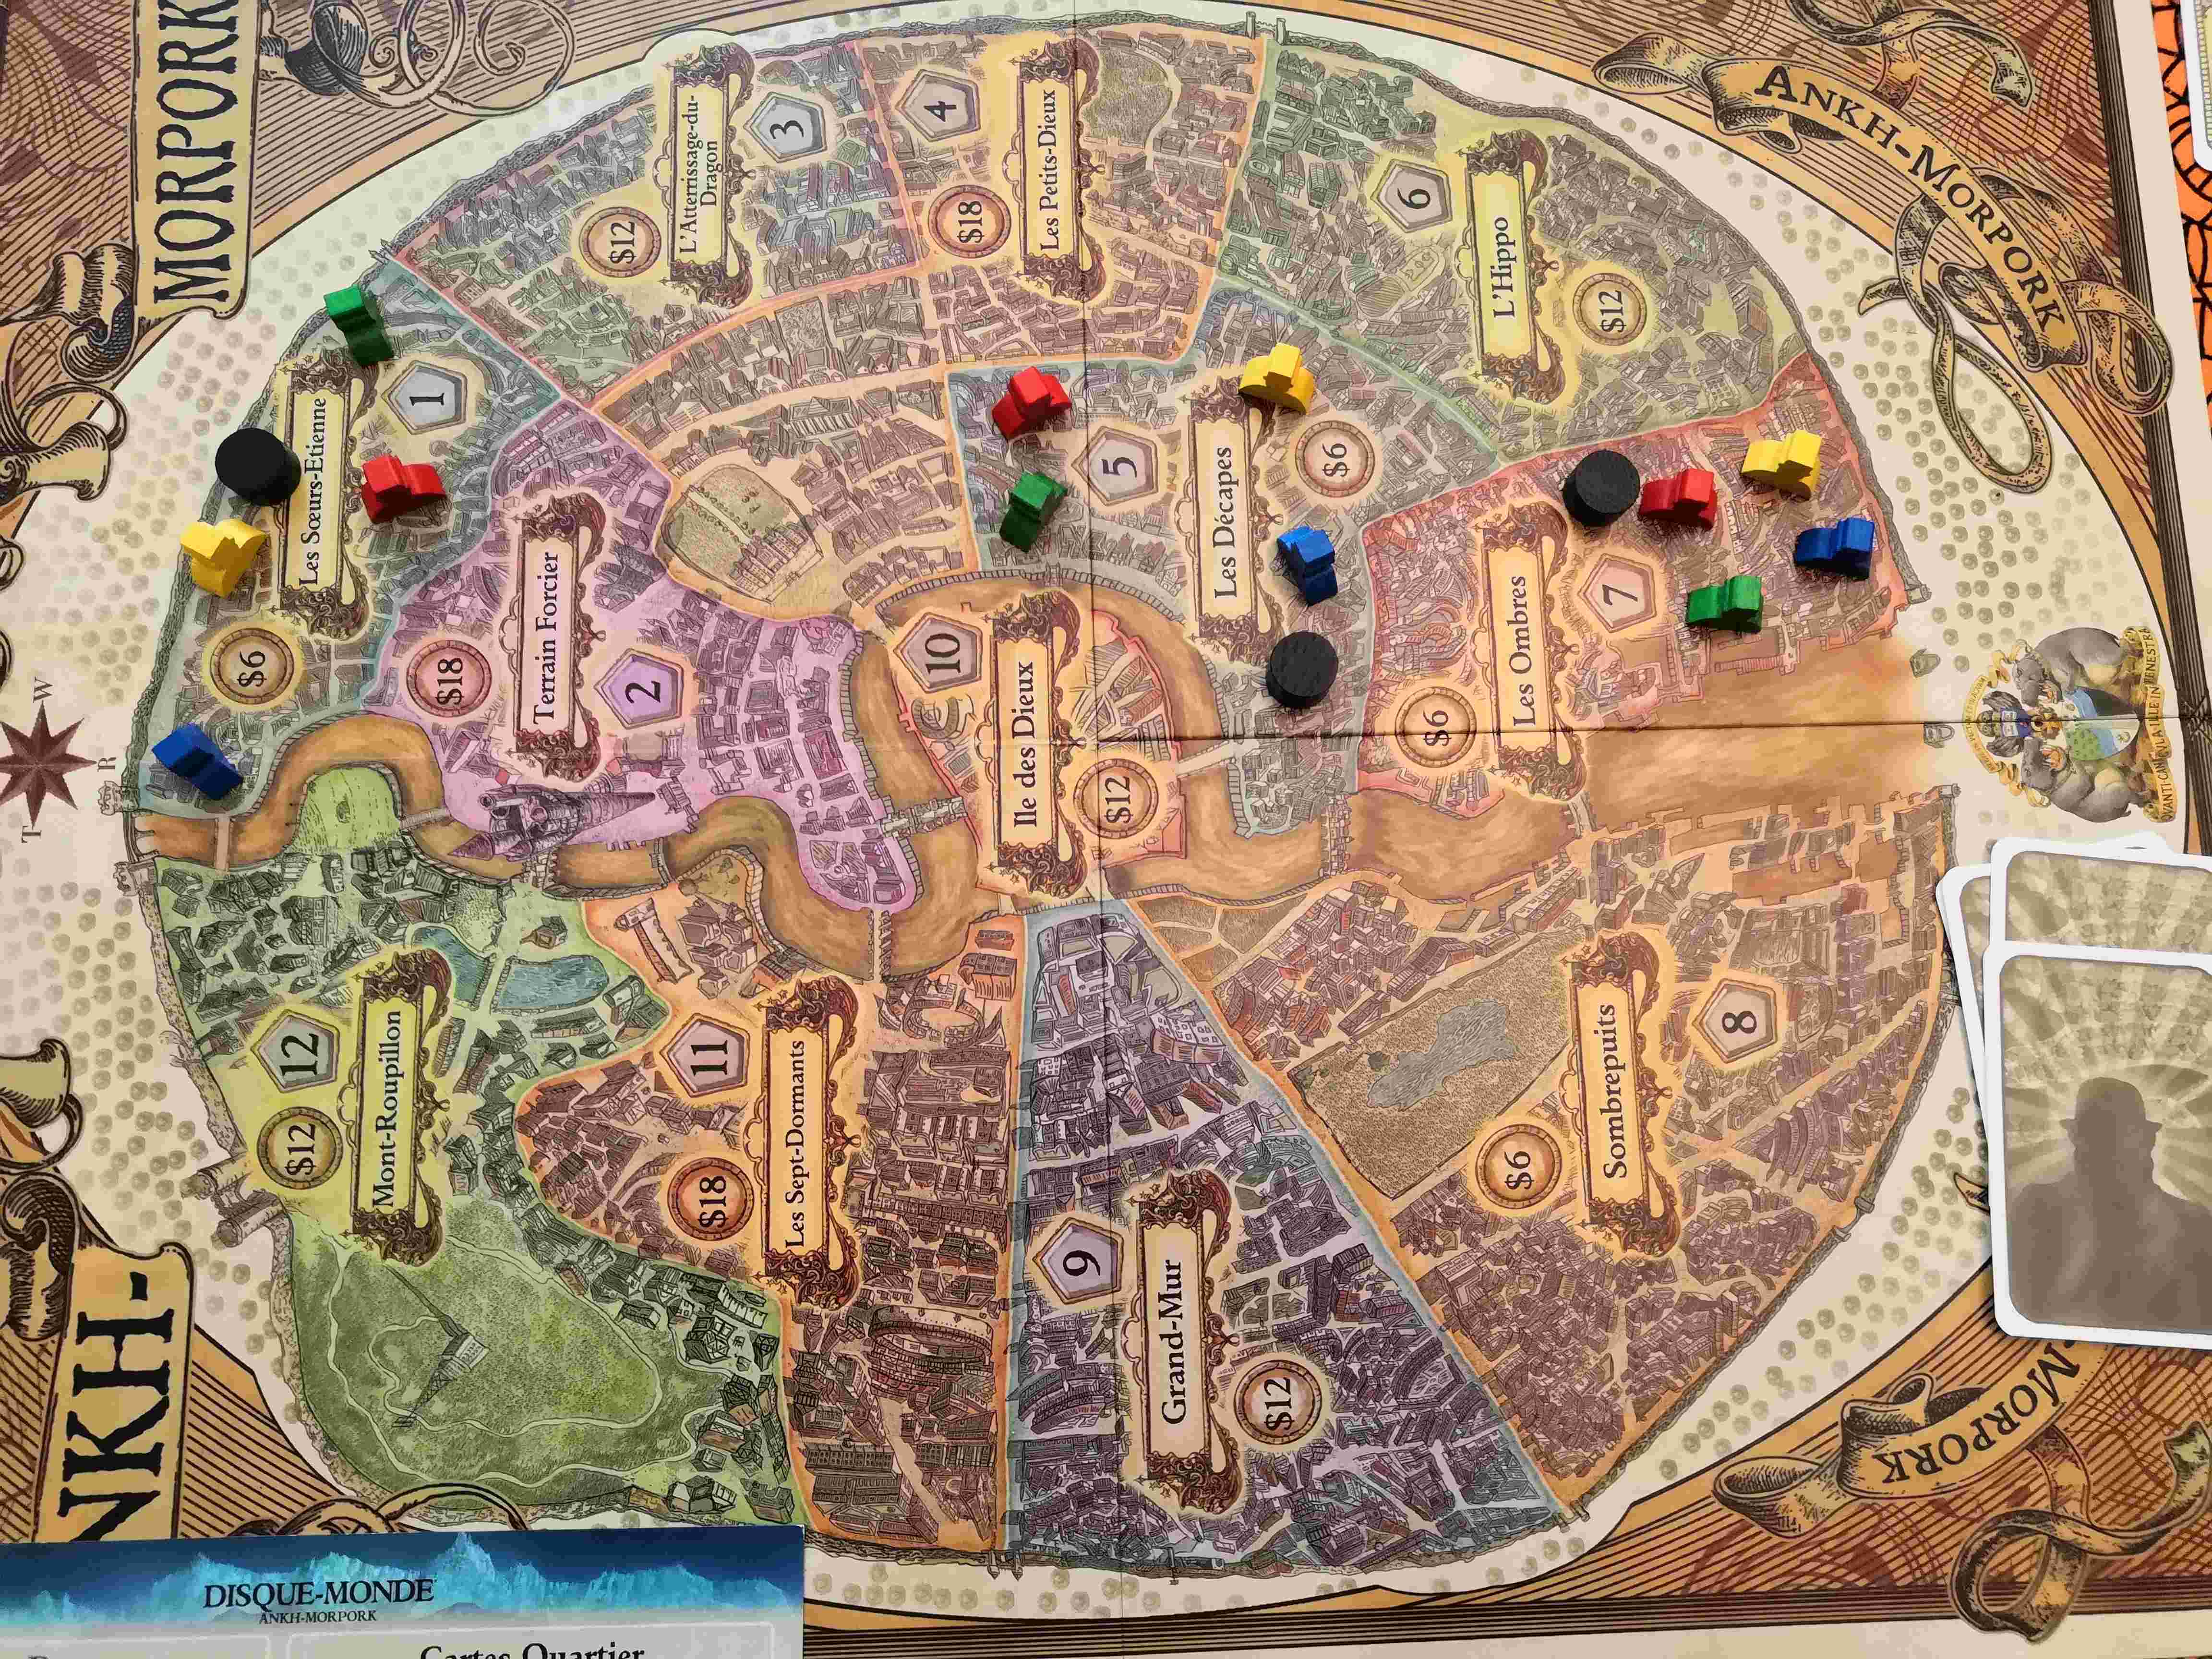 MORPORK
NKH-
ANKH-MORPORK
MORPORK
R
T
W
Les Sœurs-Etienne
1
$6
Terrain Forcier
2
$18
L'Atterrissage-du-
Dragon
3
$12
Les Petits-Dieux
4
$18
Les Décapes
5
$6
L'Hippo
6
$12
Les Ombres
7
$6
Sombrepuits
8
$6
Grand-Mur
9
$12
Ile des Dieux
10
$12
Les Sept-Dormants
11
$18
Mont-Roupillon
12
$12
DISQUE-MONDE
ANKH-MORPORK
Cartes Quartier